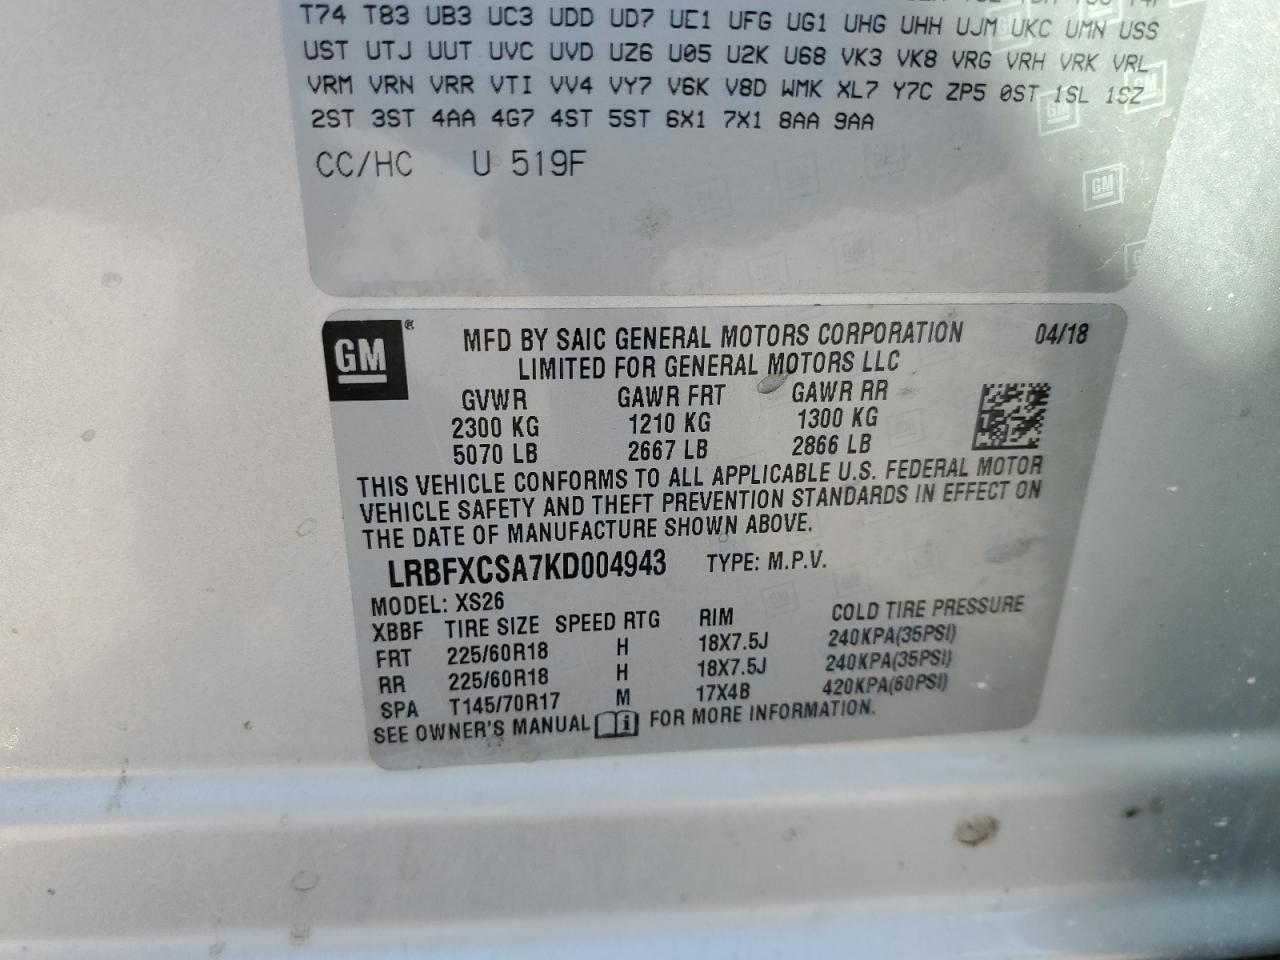 T74 T83 UB3 UC3 UDD UD7 UE1 UFG UG1 UHG UHH UJM UKC UMN USS
UST UTJ UUT UVC UVD UZ6 U05 U2K U68 VK3 VK8 VRG VRH VRK VRL
VRM VRN VRR VTI VV4 VY7 V6K V8D WMK XL7 Y7C ZP5 0ST 1SL 1SZ
2ST 3ST 4AA 4G7 4ST 5ST 6X1 7X1 8AA 9AA
CC/HC U 519F
GM
GM
GM
GM® MFD BY SAIC GENERAL MOTORS CORPORATION 04/18
LIMITED FOR GENERAL MOTORS LLC
GVWR GAWR FRT GAWR RR
2300 KG 1210 KG 1300 KG
5070 LB 2667 LB 2866 LB
THIS VEHICLE CONFORMS TO ALL APPLICABLE U.S. FEDERAL MOTOR
VEHICLE SAFETY AND THEFT PREVENTION STANDARDS IN EFFECT ON
THE DATE OF MANUFACTURE SHOWN ABOVE.
LRBFXCSA7KD004943 TYPE: M.P.V.
MODEL: XS26
XBBF TIRE SIZE SPEED RTG RIM COLD TIRE PRESSURE
FRT 225/60R18 H 18X7.5J 240KPA(35PSI)
RR 225/60R18 H 18X7.5J 240KPA(35PSI)
SPA T145/70R17 M 17X4B 420KPA(60PSI)
SEE OWNER'S MANUAL i FOR MORE INFORMATION.